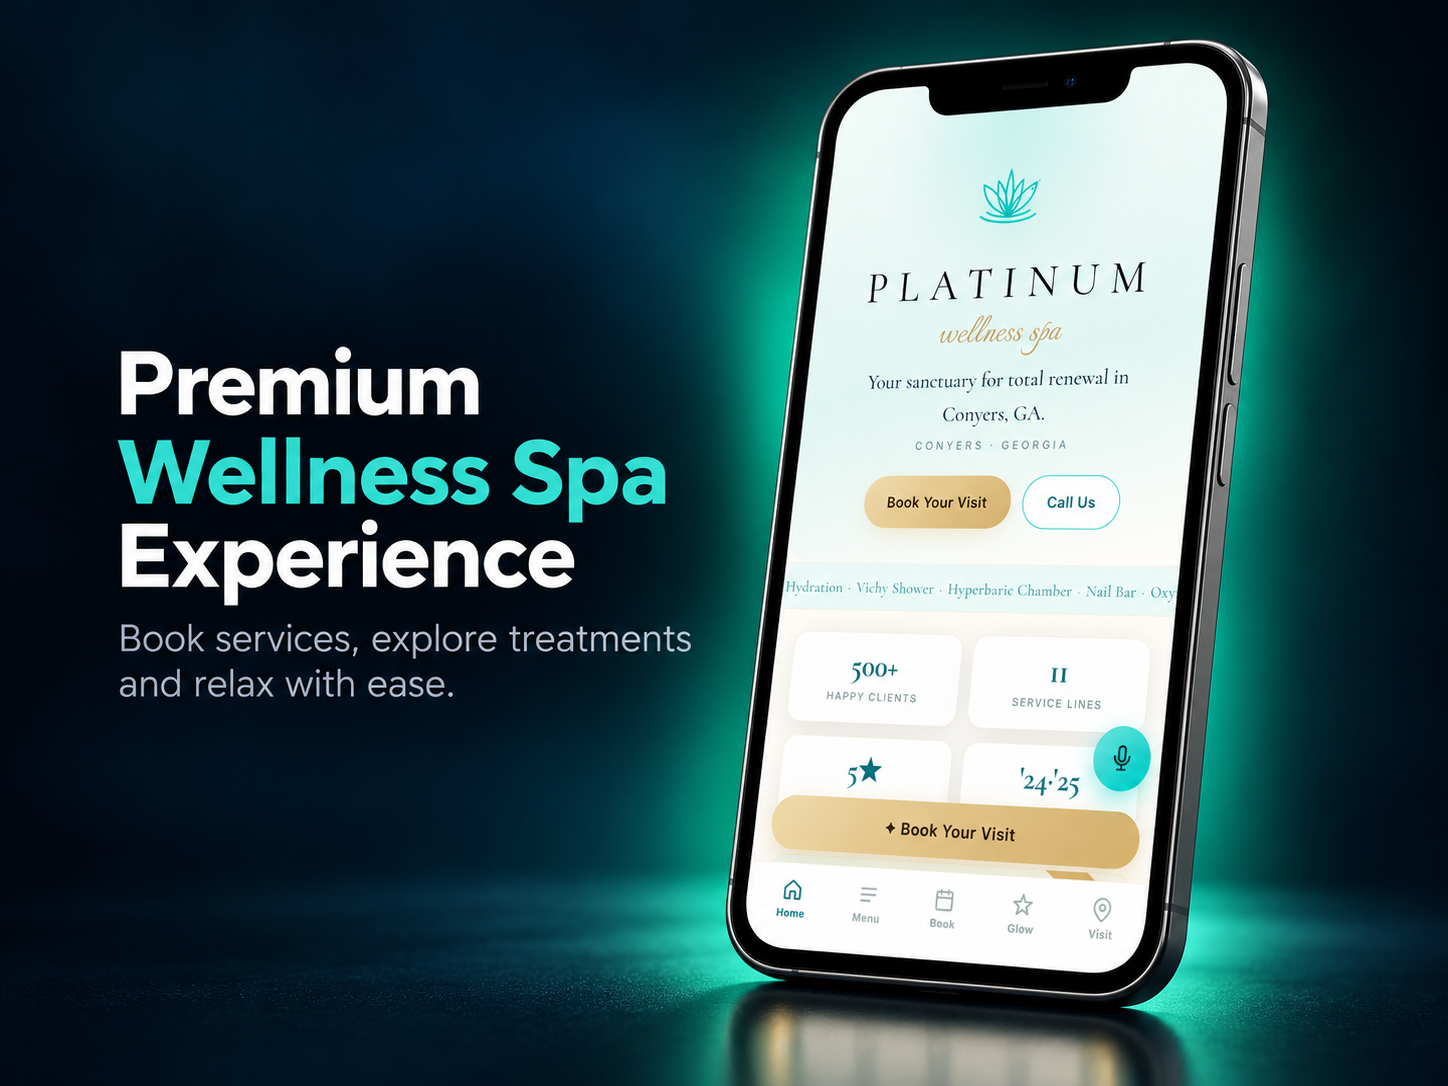 Premium
Wellness Spa
Experience
Book services, explore treatments
and relax with ease.
PLATINUM
wellness spa
Your sanctuary for total renewal in
Conyers, GA.
CONYERS · GEORGIA
Book Your Visit
Call Us
Hydration · Vichy Shower · Hyperbaric Chamber · Nail Bar ·
500+
HAPPY CLIENTS
11
SERVICE LINES
5★
'24·'25
✦ Book Your Visit
Home
Menu
Book
Glow
Visit